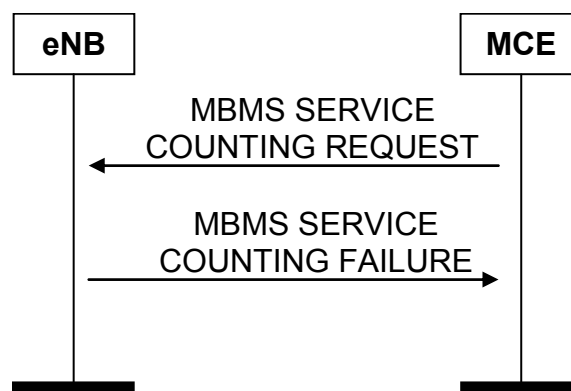 eNB
MCE
MBMS SERVICE
COUNTING REQUEST
MBMS SERVICE
COUNTING FAILURE